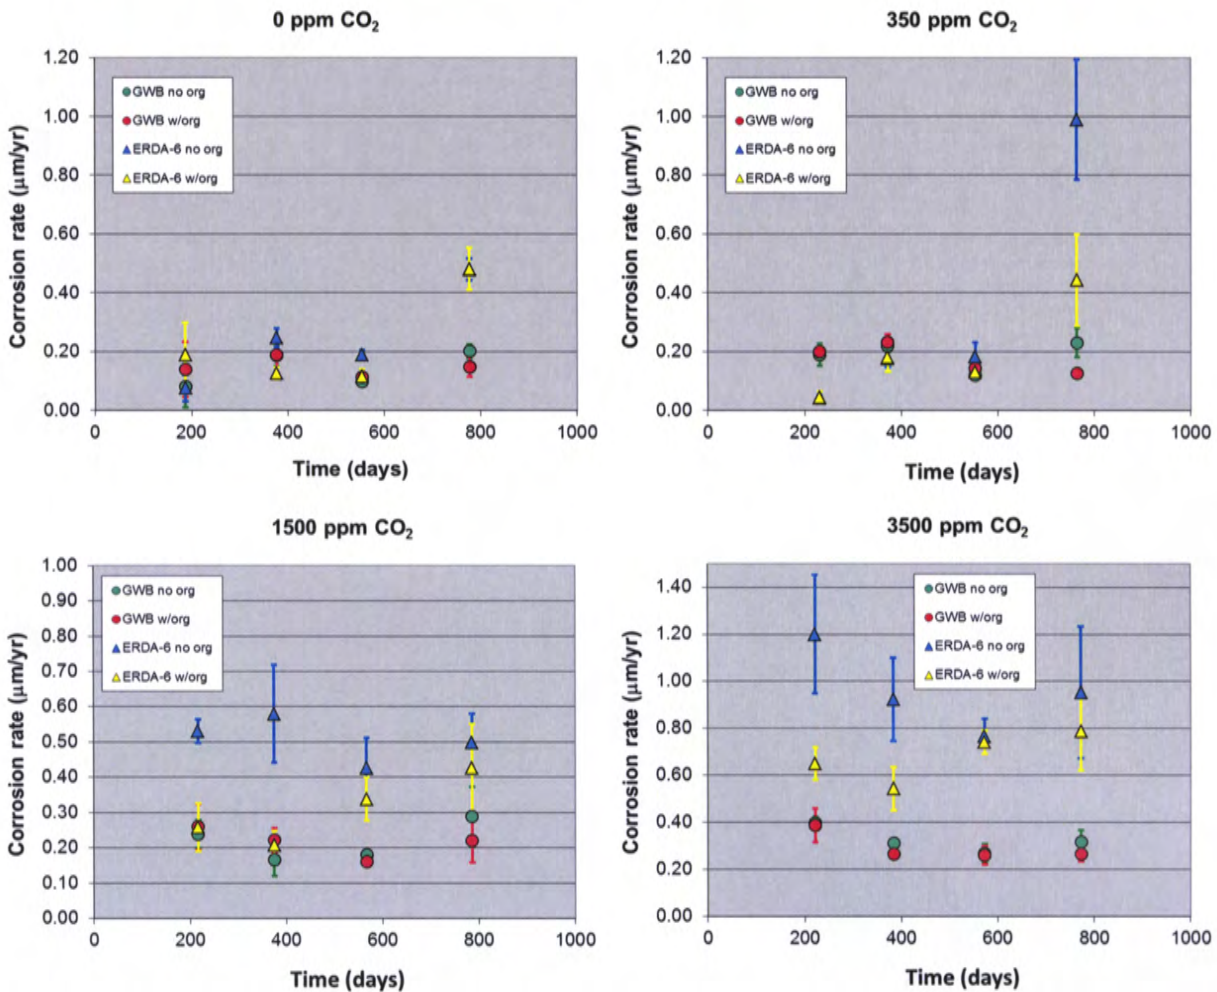 0 ppm CO₂
1.20
1.00
0.80
0.60
0.40
0.20
0.00
GWB no org
GWB w/org
ERDA-6 no org
ERDA-6 w/org
Corrosion rate (µm/yr)
0 200 400 600 800 1000
Time (days)
350 ppm CO₂
1.20
1.00
0.80
0.60
0.40
0.20
0.00
GWB no org
GWB w/org
ERDA-6 no org
ERDA-6 w/org
Corrosion rate (µm/yr)
0 200 400 600 800 1000
Time (days)
1500 ppm CO₂
1.00
0.90
0.80
0.70
0.60
0.50
0.40
0.30
0.20
0.10
0.00
GWB no org
GWB w/org
ERDA-6 no org
ERDA-6 w/org
Corrosion rate (µm/yr)
0 200 400 600 800 1000
Time (days)
3500 ppm CO₂
1.40
1.20
1.00
0.80
0.60
0.40
0.20
0.00
GWB no org
GWB w/org
ERDA-6 no org
ERDA-6 w/org
Corrosion rate (µm/yr)
0 200 400 600 800 1000
Time (days)